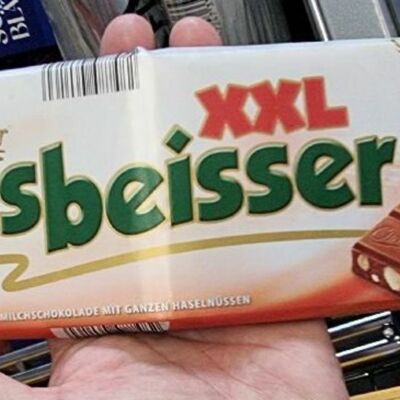 XXL
sbeisser
MILCHSCHOKOLADE MIT GANZEN HASELNÜSSEN